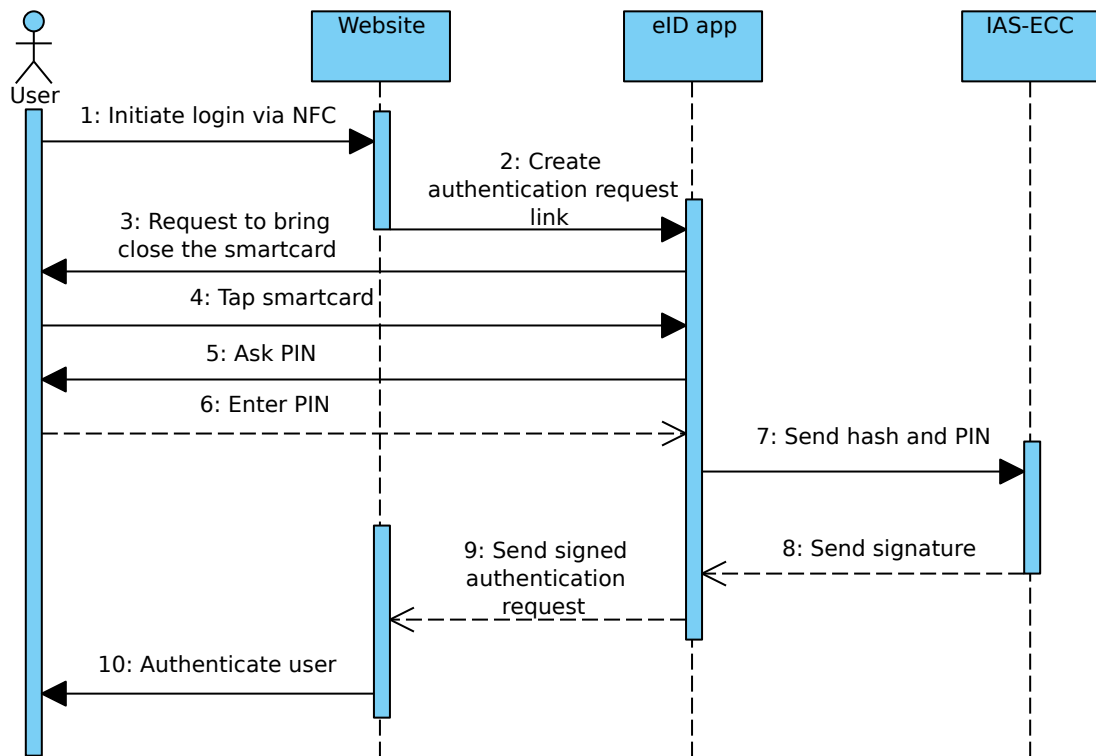 Website
eID app
IAS-ECC
User
1: Initiate login via NFC
2: Create
authentication request
link
3: Request to bring
close the smartcard
4: Tap smartcard
5: Ask PIN
6: Enter PIN
7: Send hash and PIN
8: Send signature
9: Send signed
authentication
request
10: Authenticate user